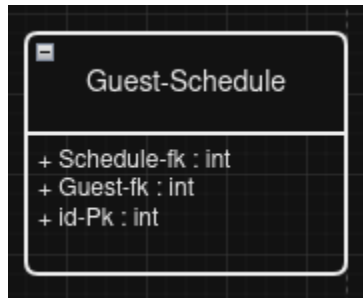 Guest-Schedule
+ Schedule-fk : int
+ Guest-fk : int
+ id-Pk : int